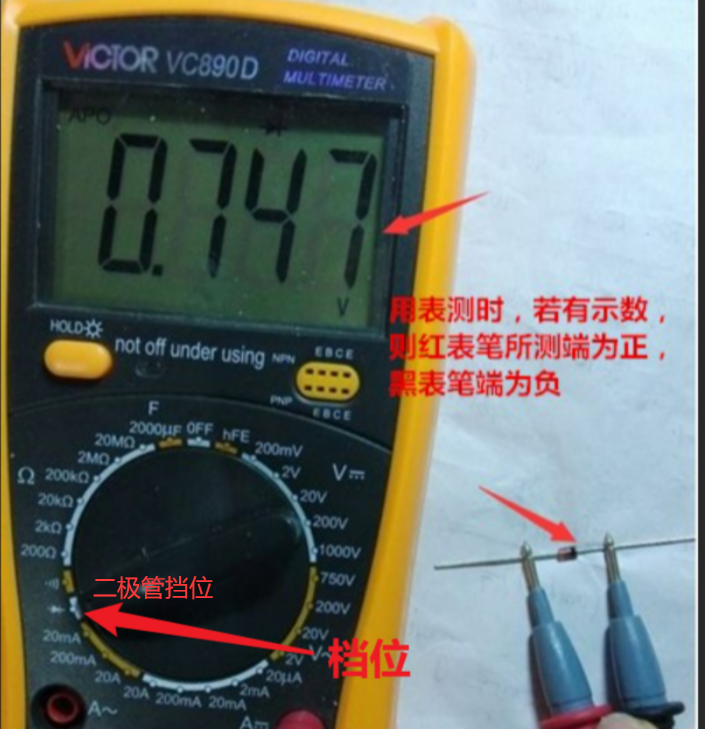 VICTOR VC890D
DIGITAL
MULTIMETER
APO
0.747
V
用表测时，若有示数，
则红表笔所测端为正，
黑表笔端为负
HOLD
not off under using
NPN
EBCE
PNP
EBCE
F
2000μF
OFF
hFE
200mV
20MΩ
2MΩ
Ω
200kΩ
20kΩ
2kΩ
200Ω
2V
V
20V
200V
1000V
750V
200V
20V
2V
V~
二极管挡位
档位
20mA
200mA
20A
20A
200mA
20mA
2mA
20μA
A~
A